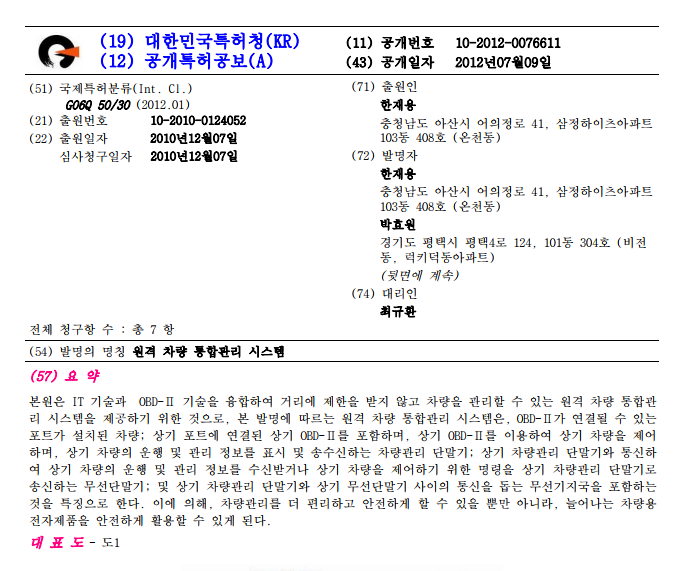 (19) 대한민국특허청(KR)
(12) 공개특허공보(A)
(11) 공개번호 10-2012-0076611
(43) 공개일자 2012년07월09일
(51) 국제특허분류(Int. Cl.)
G06Q 50/30 (2012.01)
(21) 출원번호 10-2010-0124052
(22) 출원일자 2010년12월07일
심사청구일자 2010년12월07일
(71) 출원인
한재용
충청남도 아산시 어의정로 41, 삼정하이츠아파트
103동 408호 (온천동)
(72) 발명자
한재용
충청남도 아산시 어의정로 41, 삼정하이츠아파트
103동 408호 (온천동)
박효원
경기도 평택시 평택4로 124, 101동 304호 (비전
동, 럭키덕동아파트)
(뒷면에 계속)
(74) 대리인
최규환
전체 청구항 수 : 총 7 항
(54) 발명의 명칭 원격 차량 통합관리 시스템
(57) 요 약
본원은 IT 기술과 OBD-Ⅱ 기술을 융합하여 거리에 제한을 받지 않고 차량을 관리할 수 있는 원격 차량 통합관
리 시스템을 제공하기 위한 것으로, 본 발명에 따르는 원격 차량 통합관리 시스템은, OBD-Ⅱ가 연결될 수 있는
포트가 설치된 차량; 상기 포트에 연결된 상기 OBD-Ⅱ를 포함하며, 상기 OBD-Ⅱ를 이용하여 상기 차량을 제어
하며, 상기 차량의 운행 및 관리 정보를 표시 및 송수신하는 차량관리 단말기; 상기 차량관리 단말기와 통신하
여 상기 차량의 운행 및 관리 정보를 수신받거나 상기 차량을 제어하기 위한 명령을 상기 차량관리 단말기로
송신하는 무선단말기; 및 상기 차량관리 단말기와 상기 무선단말기 사이의 통신을 돕는 무선기지국을 포함하는
것을 특징으로 한다. 이에 의해, 차량관리를 더 편리하고 안전하게 할 수 있을 뿐만 아니라, 늘어나는 차량용
전자제품을 안전하게 활용할 수 있게 된다.
대 표 도 - 도1